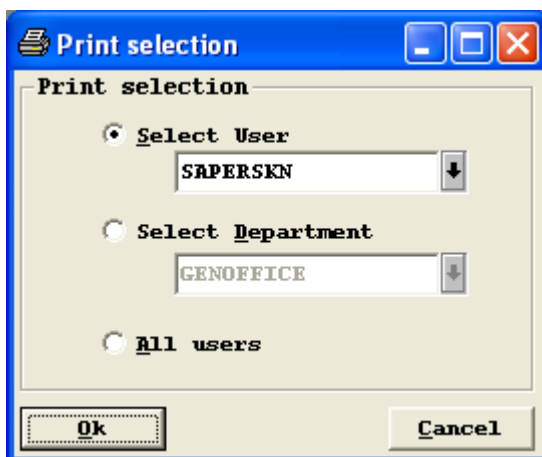 Print selection
Print selection
Select User
SAPERSKN
Select Department
GENOFFICE
All users
Ok
Cancel